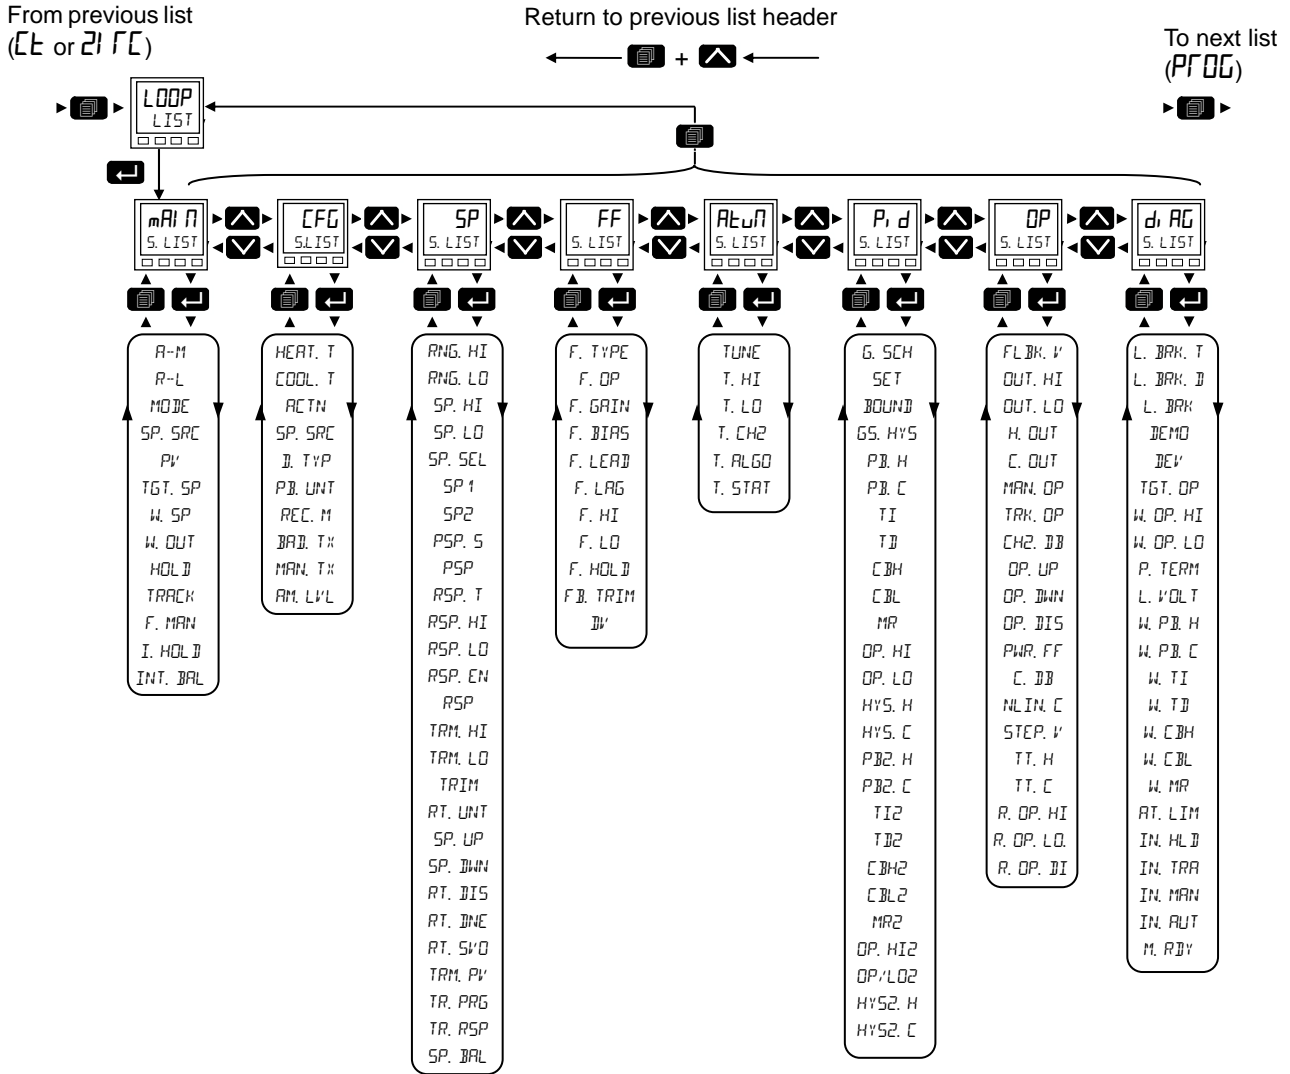 From previous list
(Ct or 21 rC)
Return to previous list header
+
To next list
(ProG)
LOOP
LIST
mAIn
S. LIST
CFG
S.LIST
SP
S. LIST
FF
S. LIST
Atun
S. LIST
Pid
S. LIST
OP
S. LIST
diAG
S. LIST
A-M
R-L
MODE
SP. SRC
PV
TGT. SP
W. SP
W. OUT
HOLD
TRACK
F. MAN
I. HOLD
INT. BAL
HEAT. T
COOL. T
ACTN
SP. SRC
D. TYP
PB. UNT
REC. M
BAD. TX
MAN. TX
AM. LVL
RNG. HI
RNG. LO
SP. HI
SP. LO
SP. SEL
SP1
SP2
PSP. S
PSP
RSP. T
RSP. HI
RSP. LO
RSP. EN
RSP
TRM. HI
TRM. LO
TRIM
RT. UNT
SP. UP
SP. DWN
RT. DIS
RT. DNE
RT. SVO
TRM. PV
TR. PRG
TR. RSP
SP. BAL
F. TYPE
F. OP
F. GAIN
F. BIAS
F. LEAD
F. LAG
F. HI
F. LO
F. HOLD
FB. TRIM
DV
TUNE
T. HI
T. LO
T. CH2
T. ALGO
T. STAT
G. SCH
SET
BOUND
GS. HYS
PB. H
PB. C
TI
TD
CBH
CBL
MR
OP. HI
OP. LO
HYS. H
HYS. C
PB2. H
PB2. C
TI2
TD2
CBH2
CBL2
MR2
OP. HI2
OP/LO2
HYS2. H
HYS2. C
FLBK. V
OUT. HI
OUT. LO
H. OUT
C. OUT
MAN. OP
TRK. OP
CH2. DB
OP. UP
OP. DWN
OP. DIS
PWR. FF
C. DB
NLIN. C
STEP. V
TT. H
TT. C
R. OP. HI
R. OP. LO.
R. OP. DI
L. BRK. T
L. BRK. D
L. BRK
DEMO
DEV
TGT. OP
W. OP. HI
W. OP. LO
P. TERM
L. VOLT
W. PB. H
W. PB. C
W. TI
W. TD
W. CBH
W. CBL
W. MR
AT. LIM
IN. HLD
IN. TRA
IN. MAN
IN. AUT
M. RDY